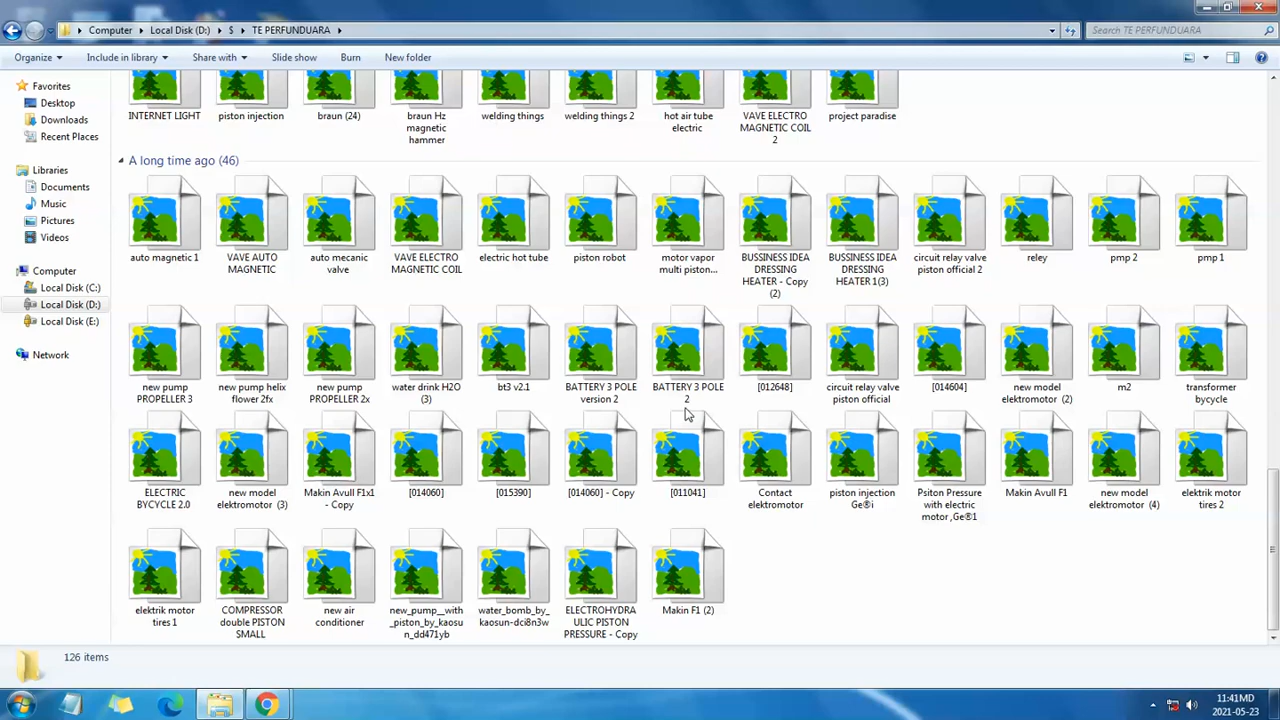 Computer Local Disk (D:) $ TE PERFUNDUARA
Search TE PERFUNDUARA
Organize Include in library Share with Slide show Burn New folder
Favorites
Desktop
Downloads
Recent Places
Libraries
Documents
Music
Pictures
Videos
Computer
Local Disk (C:)
Local Disk (D:)
Local Disk (E:)
Network
INTERNET LIGHT
piston injection
braun (24)
braun Hz
magnetic
hammer
welding things
welding things 2
hot air tube
electric
VAVE ELECTRO
MAGNETIC COIL
2
project paradise
A long time ago (46)
auto magnetic 1
VAVE AUTO
MAGNETIC
auto mecanic
valve
VAVE ELECTRO
MAGNETIC COIL
electric hot tube
piston robot
motor vapor
multi piston...
BUSSINESS IDEA
DRESSING
HEATER - Copy
(2)
BUSSINESS IDEA
DRESSING
HEATER 1(3)
circuit relay valve
piston official 2
reley
pmp 2
pmp 1
new pump
PROPELLER 3
new pump helix
flower 2fx
new pump
PROPELLER 2x
water drink H2O
(3)
bt3 v2.1
BATTERY 3 POLE
version 2
BATTERY 3 POLE
2
[012648]
circuit relay valve
piston official
[014604]
new model
elektromotor (2)
m2
transformer
bycycle
ELECTRIC
BYCYCLE 2.0
new model
elektromotor (3)
Makin Avull F1x1
- Copy
[014060]
[015390]
[014060] - Copy
[011041]
Contact
elektromotor
piston injection
Ge®i
Psiton Pressure
with electric
motor ,Ge®1
Makin Avull F1
new model
elektromotor (4)
elektrik motor
tires 2
elektrik motor
tires 1
COMPRESSOR
double PISTON
SMALL
new air
conditioner
new_pump__with
_piston_by_kaosu
n_dd471yb
water_bomb_by_
kaosun-dci8n3w
ELECTROHYDRA
ULIC PISTON
PRESSURE - Copy
Makin F1 (2)
126 items
11:41MD
2021-05-23